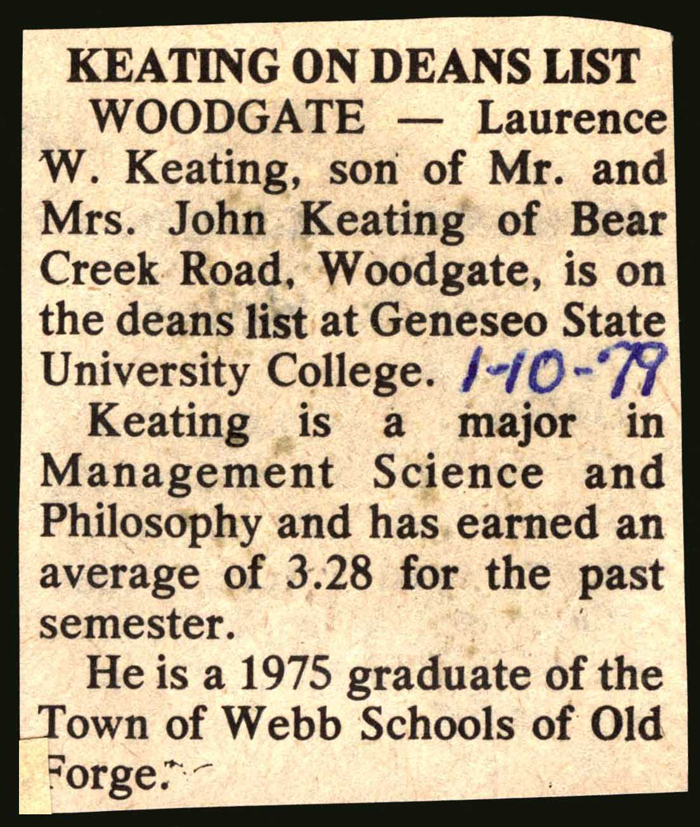 KEATING ON DEANS LIST
WOODGATE — Laurence
W. Keating, son of Mr. and
Mrs. John Keating of Bear
Creek Road, Woodgate, is on
the deans list at Geneseo State
University College. 1-10-79
Keating is a major in
Management Science and
Philosophy and has earned an
average of 3.28 for the past
semester.
He is a 1975 graduate of the
Town of Webb Schools of Old
Forge.